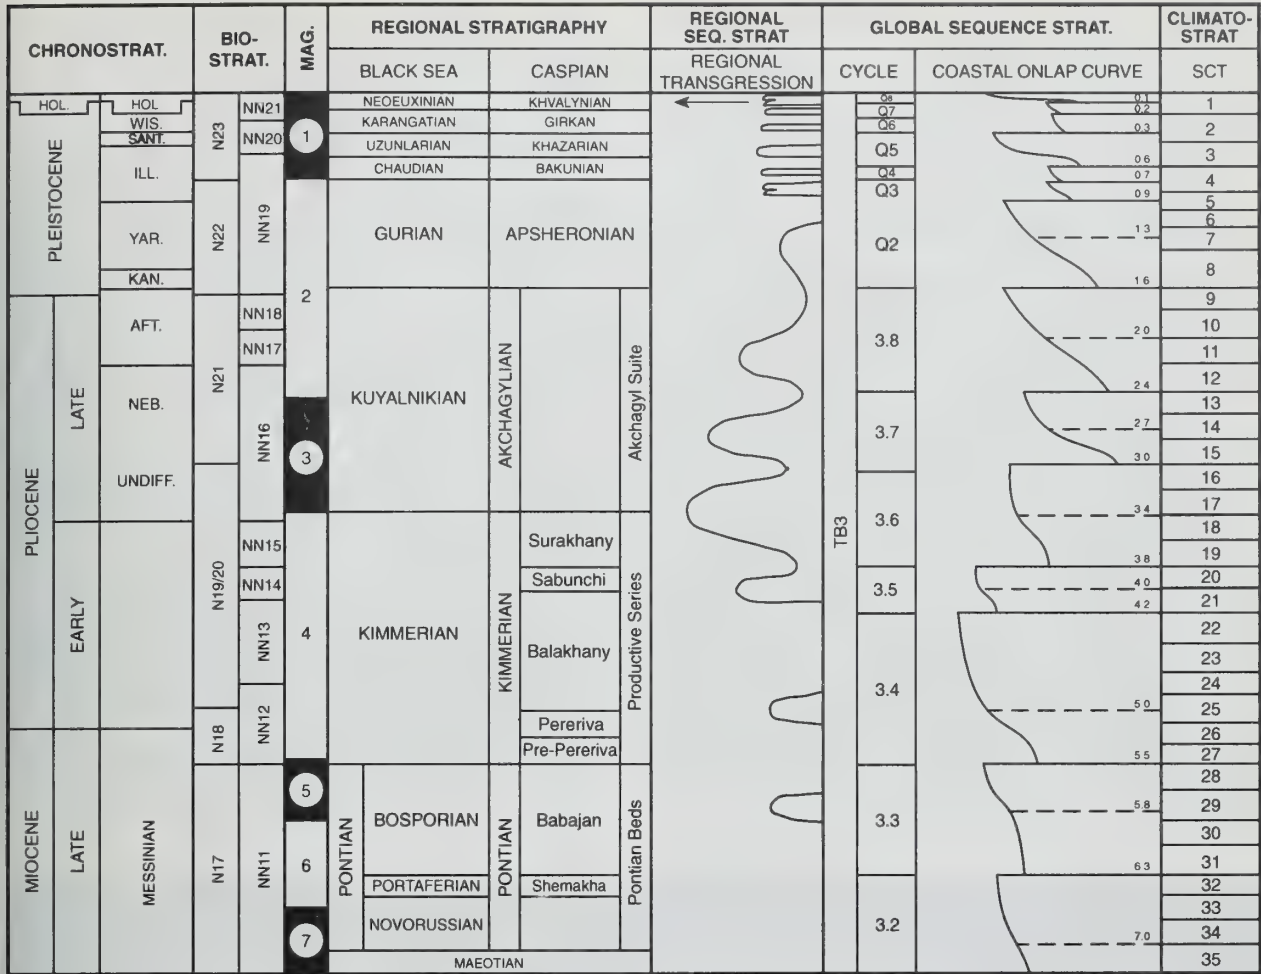 CHRONOSTRAT.
BIO-
STRAT.
MAG.
REGIONAL STRATIGRAPHY
REGIONAL
SEQ. STRAT
GLOBAL SEQUENCE STRAT.
CLIMATO-
STRAT
BLACK SEA
CASPIAN
REGIONAL
TRANSGRESSION
CYCLE
COASTAL ONLAP CURVE
SCT
HOL.
PLEISTOCENE
PLIOCENE
LATE
EARLY
MIOCENE
LATE
HOL
WIS.
SANT.
ILL.
YAR.
KAN.
AFT.
NEB.
UNDIFF.
MESSINIAN
N23
N22
N21
N19/20
N18
N17
NN21
NN20
NN19
NN18
NN17
NN16
NN15
NN14
NN13
NN12
NN11
1
2
3
4
5
6
7
NEOEUXINIAN
KARANGATIAN
UZUNLARIAN
CHAUDIAN
GURIAN
KUYALNIKIAN
KIMMERIAN
PONTIAN
BOSPORIAN
PORTAFERIAN
NOVORUSSIAN
MAEOTIAN
KHVALYNIAN
GIRKAN
KHAZARIAN
BAKUNIAN
APSHERONIAN
AKCHAGYLIAN
Akchagyl Suite
KIMMERIAN
Surakhany
Sabunchi
Balakhany
Pereriva
Pre-Pereriva
Productive Series
PONTIAN
Babajan
Shemakha
Pontian Beds
TB3
Q8
Q7
Q6
Q5
Q4
Q3
Q2
3.8
3.7
3.6
3.5
3.4
3.3
3.2
0.1
0.2
0.3
0 6
0 7
0 9
1 3
1 6
2 0
2 4
2 7
3 0
3 4
3 8
4 0
4 2
5 0
5 5
5.8
6 3
7.0
1
2
3
4
5
6
7
8
9
10
11
12
13
14
15
16
17
18
19
20
21
22
23
24
25
26
27
28
29
30
31
32
33
34
35